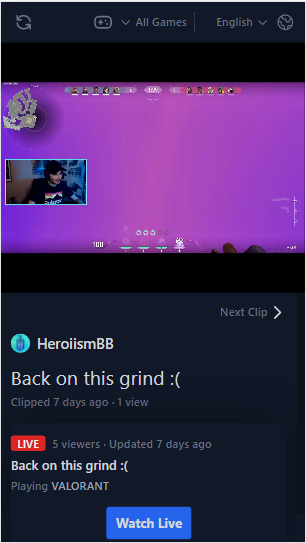 All Games
English
100
Next Clip
HeroiismBB
Back on this grind :(
Clipped 7 days ago · 1 view
LIVE 5 viewers · Updated 7 days ago
Back on this grind :(
Playing VALORANT
Watch Live